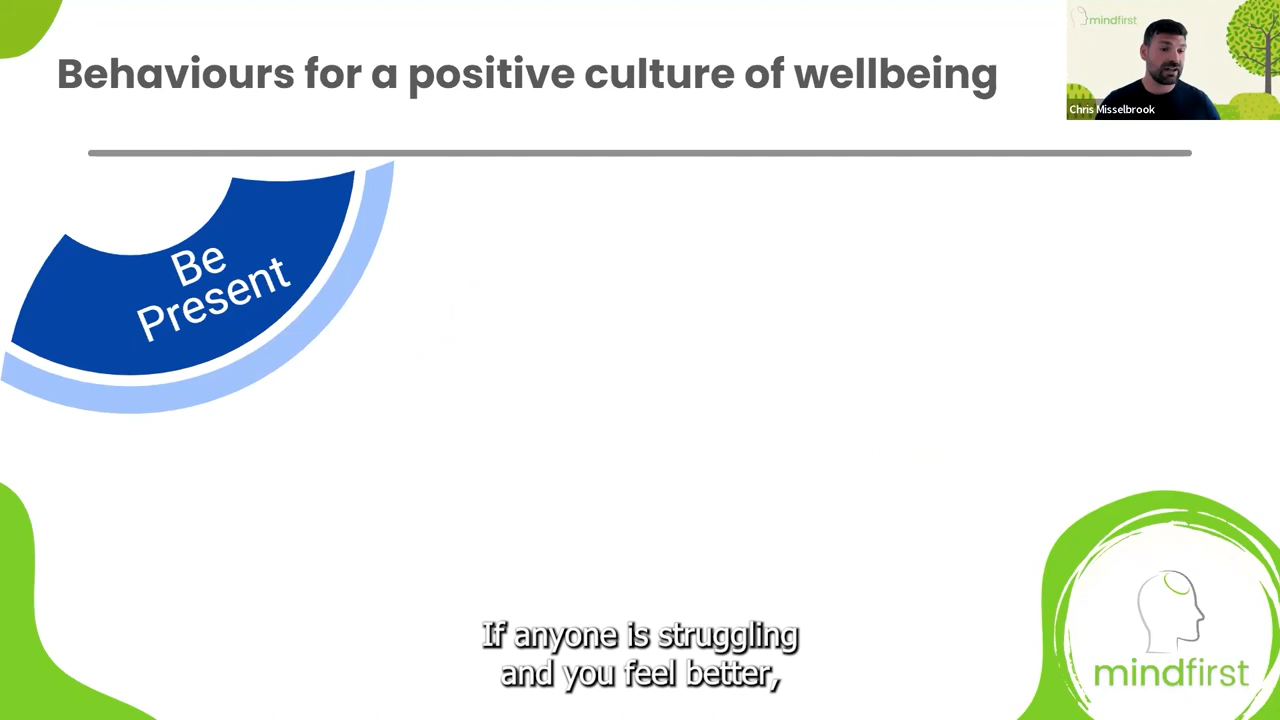 Behaviours for a positive culture of wellbeing
mindfirst
Chris Misselbrook
Be
Present
If anyone is struggling
and you feel better,
mindfirst